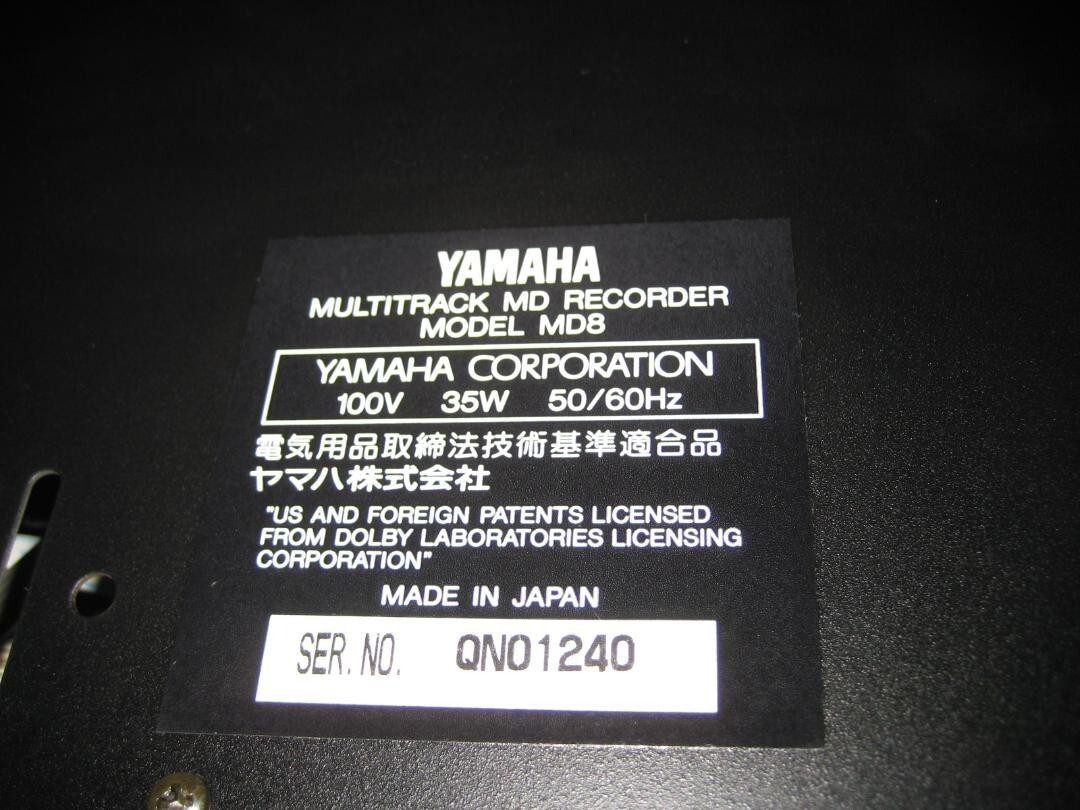 YAMAHA
MULTITRACK MD RECORDER
MODEL MD8
YAMAHA CORPORATION
100V 35W 50/60Hz
電気用品取締法技術基準適合品
ヤマハ株式会社
"US AND FOREIGN PATENTS LICENSED
FROM DOLBY LABORATORIES LICENSING
CORPORATION"
MADE IN JAPAN
SER. NO. QN01240